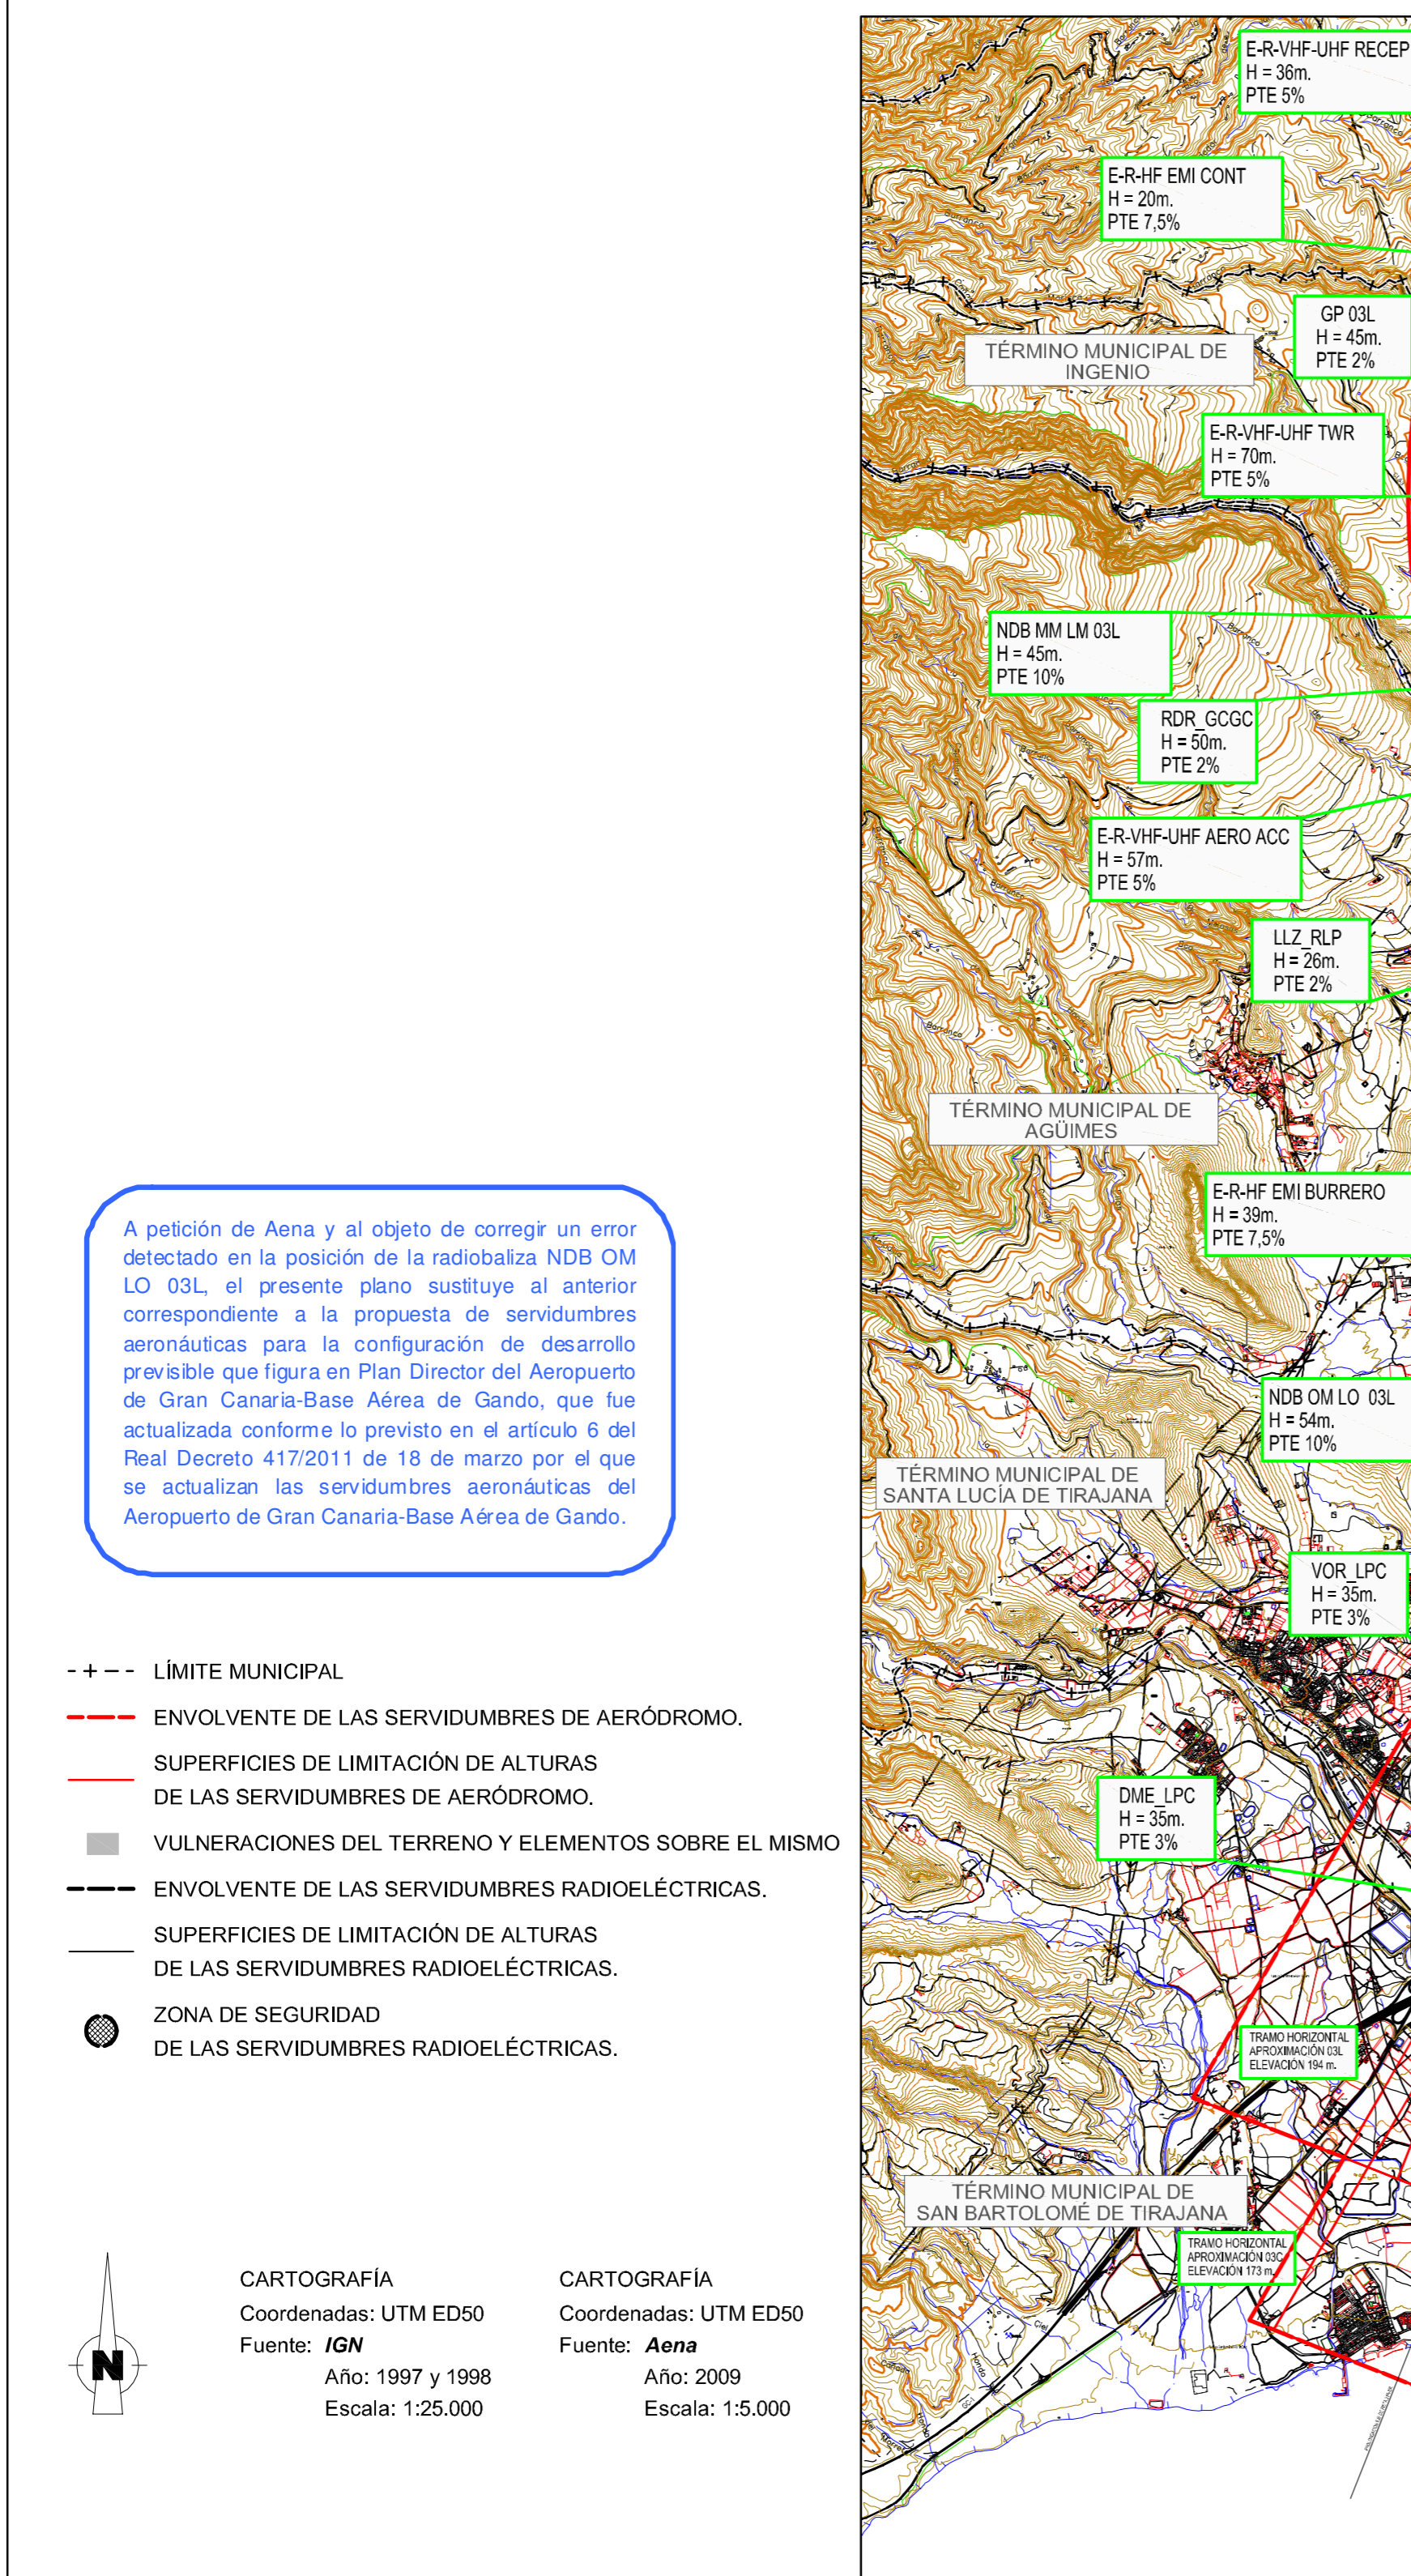 E-R-VHF-UHF RECEP
H = 36m.
PTE 5%
E-R-HF EMI CONT
H = 20m.
PTE 7,5%
GP 03L
H = 45m.
PTE 2%
TÉRMINO MUNICIPAL DE
INGENIO
E-R-VHF-UHF TWR
H = 70m.
PTE 5%
NDB MM LM 03L
H = 45m.
PTE 10%
RDR_GCGC
H = 50m.
PTE 2%
E-R-VHF-UHF AERO ACC
H = 57m.
PTE 5%
LLZ_RLP
H = 26m.
PTE 2%
TÉRMINO MUNICIPAL DE
AGÜIMES
E-R-HF EMI BURRERO
H = 39m.
PTE 7,5%
A petición de Aena y al objeto de corregir un error
detectado en la posición de la radiobaliza NDB OM
LO 03L, el presente plano sustituye al anterior
correspondiente a la propuesta de servidumbres
aeronáuticas para la configuración de desarrollo
previsible que figura en Plan Director del Aeropuerto
de Gran Canaria-Base Aérea de Gando, que fue
actualizada conforme lo previsto en el artículo 6 del
Real Decreto 417/2011 de 18 de marzo por el que
se actualizan las servidumbres aeronáuticas del
Aeropuerto de Gran Canaria-Base Aérea de Gando.
NDB OM LO 03L
H = 54m.
PTE 10%
TÉRMINO MUNICIPAL DE
SANTA LUCÍA DE TIRAJANA
VOR_LPC
H = 35m.
PTE 3%
LÍMITE MUNICIPAL
ENVOLVENTE DE LAS SERVIDUMBRES DE AERÓDROMO.
SUPERFICIES DE LIMITACIÓN DE ALTURAS
DE LAS SERVIDUMBRES DE AERÓDROMO.
VULNERACIONES DEL TERRENO Y ELEMENTOS SOBRE EL MISMO
ENVOLVENTE DE LAS SERVIDUMBRES RADIOELÉCTRICAS.
SUPERFICIES DE LIMITACIÓN DE ALTURAS
DE LAS SERVIDUMBRES RADIOELÉCTRICAS.
ZONA DE SEGURIDAD
DE LAS SERVIDUMBRES RADIOELÉCTRICAS.
DME_LPC
H = 35m.
PTE 3%
TRAMO HORIZONTAL
APROXIMACIÓN 03L
ELEVACIÓN 194 m.
TÉRMINO MUNICIPAL DE
SAN BARTOLOMÉ DE TIRAJANA
TRAMO HORIZONTAL
APROXIMACIÓN 03C
ELEVACIÓN 173 m.
N
CARTOGRAFÍA
Coordenadas: UTM ED50
Fuente: IGN
Año: 1997 y 1998
Escala: 1:25.000
CARTOGRAFÍA
Coordenadas: UTM ED50
Fuente: Aena
Año: 2009
Escala: 1:5.000